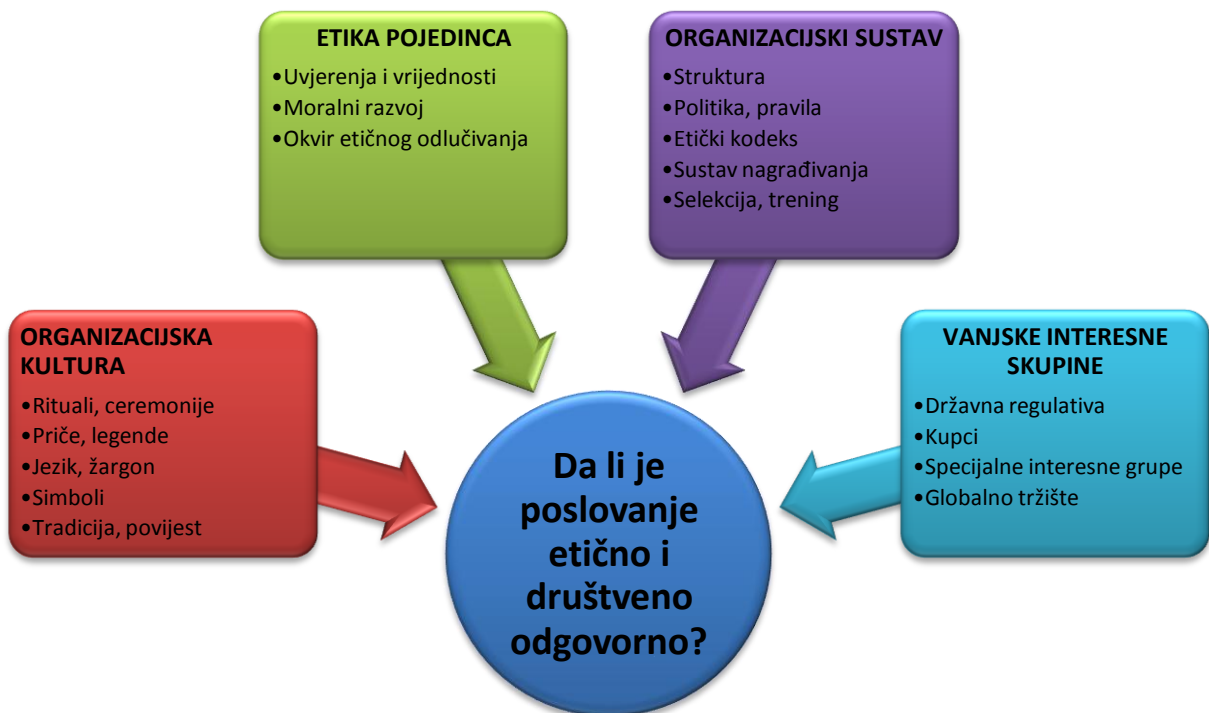 ETIKA POJEDINCA
•Uvjerenja i vrijednosti
•Moralni razvoj
•Okvir etičnog odlučivanja
ORGANIZACIJSKI SUSTAV
•Struktura
•Politika, pravila
•Etički kodeks
•Sustav nagrađivanja
•Selekcija, trening
ORGANIZACIJSKA
KULTURA
•Rituali, ceremonije
•Priče, legende
•Jezik, žargon
•Simboli
•Tradicija, povijest
VANJSKE INTERESNE
SKUPINE
•Državna regulativa
•Kupci
•Specijalne interesne grupe
•Globalno tržište
Da li je
poslovanje
etično i
društveno
odgovorno?